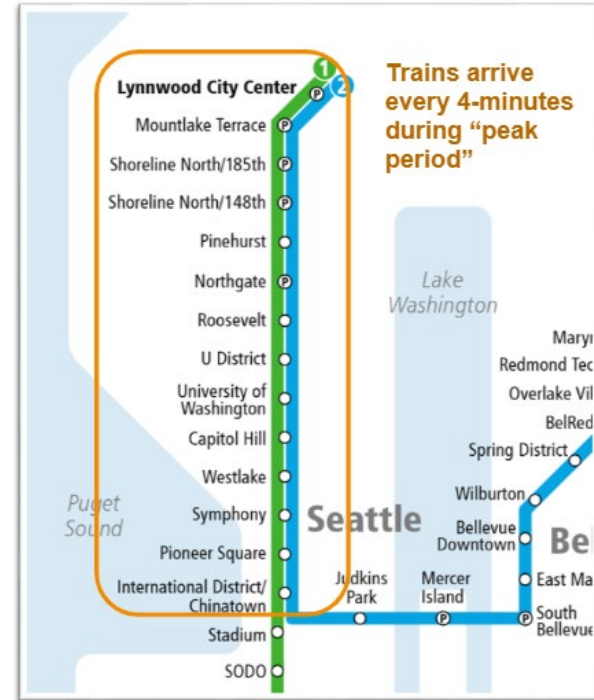 1
Lynnwood City Center
2
Trains arrive
every 4-minutes
during “peak
period”
Mountlake Terrace P
Shoreline North/185th P
Shoreline North/148th P
Pinehurst
Northgate P
Roosevelt
U District
University of
Washington
Capitol Hill
Westlake
Symphony
Pioneer Square
International District/
Chinatown
Stadium
SODO
Puget
Sound
Seattle
Lake
Washington
Judkins
Park
Mercer
Island
P
Mary
Redmond Tec
Overlake Vil
BelRed
Spring District
Wilburton
Bellevue
Downtown
Be
East Ma
P South
Bellevue